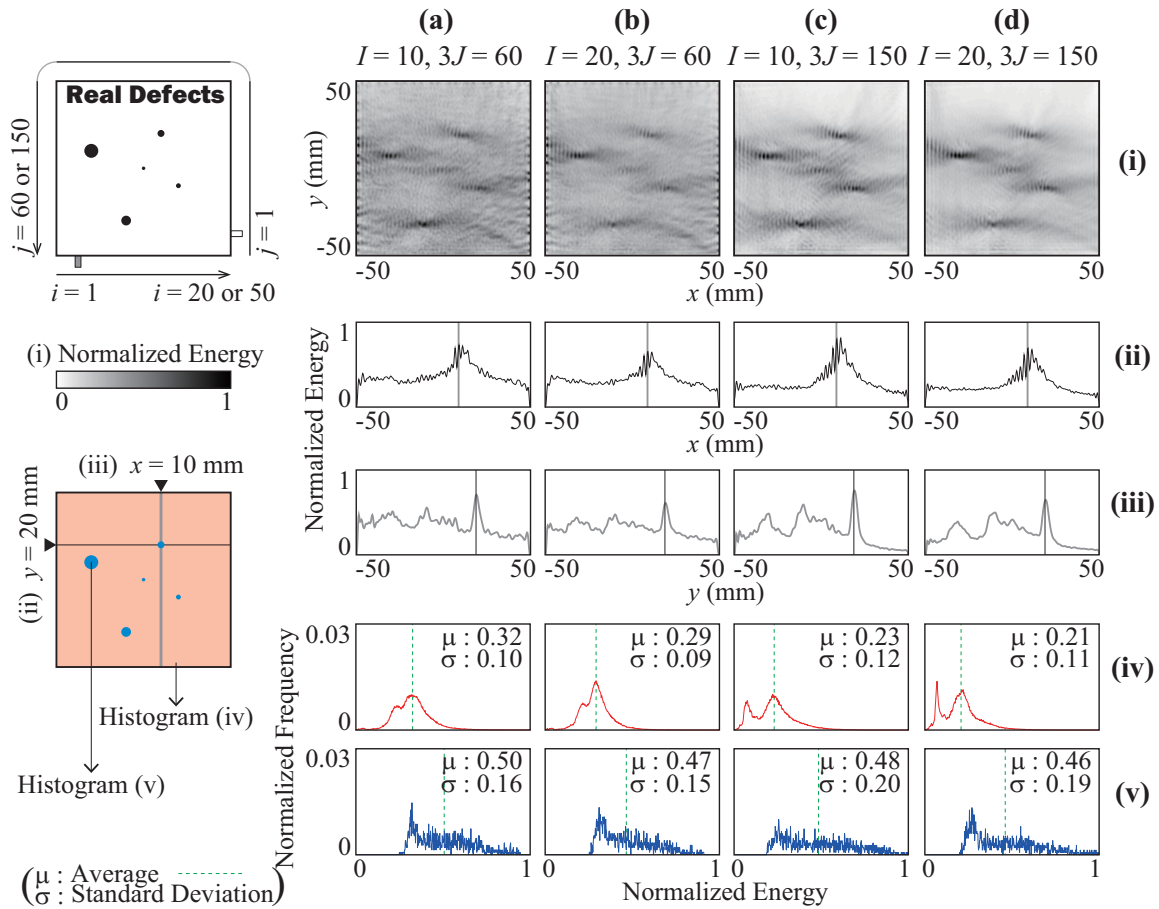 (a) (b) (c) (d)
I = 10, 3J = 60 I = 20, 3J = 60 I = 10, 3J = 150 I = 20, 3J = 150
Real Defects
j = 60 or 150
j = 1
i = 1 i = 20 or 50
50
y (mm)
-50
-50 50 -50 50 -50 50 -50 50
x (mm) x (mm)
(i)
(i) Normalized Energy
0 1
Normalized Energy
1
0
-50 50 -50 50 -50 50 -50 50
x (mm) x (mm)
(ii)
(iii) x = 10 mm
(ii) y = 20 mm
1
0
-50 50 -50 50 -50 50 -50 50
y (mm) y (mm)
(iii)
Histogram (iv)
Histogram (v)
Normalized Frequency
0.03
0
μ : 0.32 μ : 0.29 μ : 0.23 μ : 0.21
σ : 0.10 σ : 0.09 σ : 0.12 σ : 0.11
(iv)
0.03
0
μ : 0.50 μ : 0.47 μ : 0.48 μ : 0.46
σ : 0.16 σ : 0.15 σ : 0.20 σ : 0.19
(v)
0 1 0 1 0 1 0 1
Normalized Energy
(μ : Average
σ : Standard Deviation)